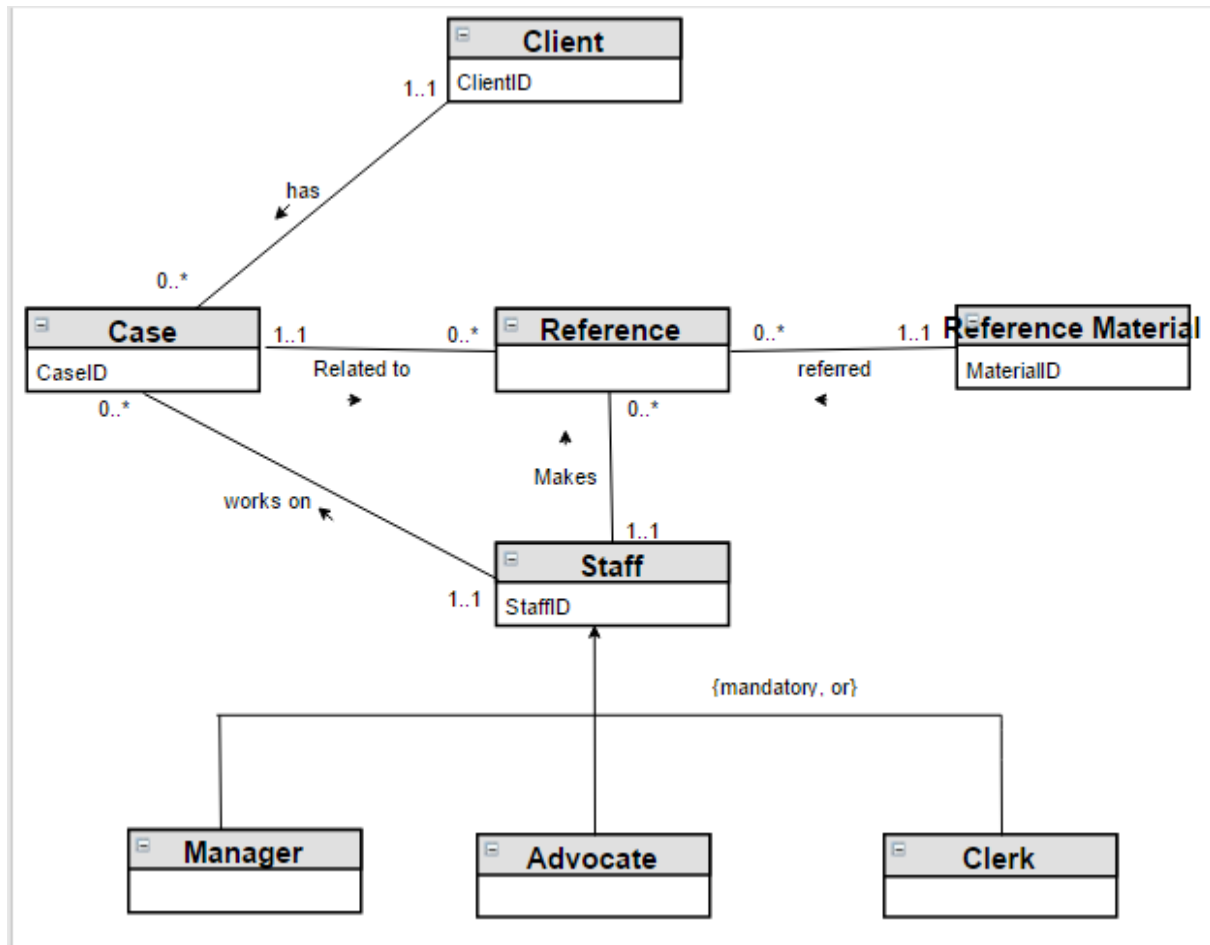 Client
ClientID
1..1
has
0..*
Case
CaseID
1..1
Related to
0..*
Reference
0..*
referred
1..1
Reference Material
MaterialID
0..*
works on
1..1
0..*
Makes
1..1
Staff
StaffID
{mandatory, or}
Manager
Advocate
Clerk